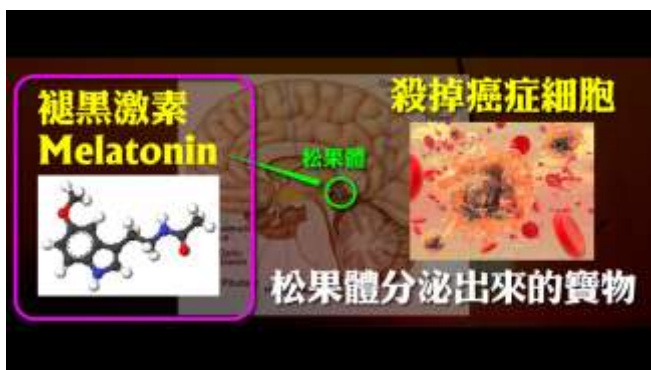 褪黑激素
Melatonin
松果體
殺掉癌症細胞
松果體分泌出來的寶物